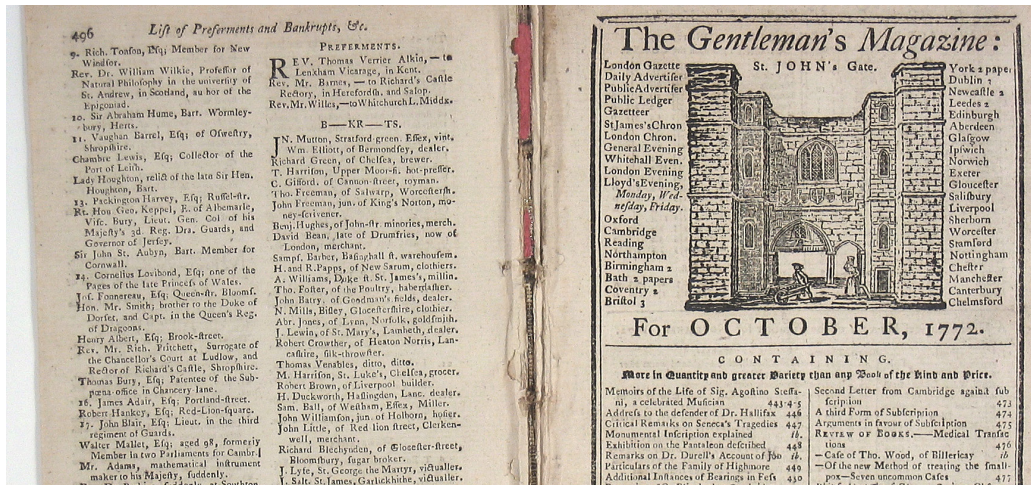 496
List of Preferments and Bankrupts, &c.
9. Rich. Tonson, Esq; Member for New
Windsor.
Rev. Dr. William Wilkie, Professor of
Natural Philosophy in the university of
St. Andrew, in Scotland, au hor of the
Epigoniad.
10. Sir Abraham Hume, Bart. Wormley-
bury, Herts.
11. Vaughan Barrel, Esq; of Oswestry,
Shropshire.
Chambre Lewis, Esq; Collector of the
Port of Leith.
Lady Houghton, relict of the late Sir Hen.
Houghton, Bart.
13. Packington Harvey, Esq; Russel-str.
Rt. Hon Geo. Keppel, E. of Albemarle,
Visc. Bury, Lieut. Gen. Col of his
Majesty's 3d. Reg. Dra. Guards, and
Governor of Jersey.
Sir John St. Aubyn, Bart. Member for
Cornwall.
14. Cornelius Lovibond, Esq; one of the
Pages of the late Princess of Wales.
Jos. Fonnereau, Esq; Queen-str, Blooms.
Hon. Mr. Smith; brother to the Duke of
Dorset, and Capt. in the Queen's Reg.
of Dragoons.
Henry Albert, Esq; Brook-street.
Rev. Mr. Rich. Pritchett, Surrogate of
the Chancellor's Court at Ludlow, and
Rector of Richard's Castle, Shropshire.
Thomas Bury, Esq; Patentee of the Sub-
pœna-office in Chancery-lane.
16. James Adair, Esq; Portland-street.
Robert Hankey, Esq; Red-Lion-square.
17. John Blair, Esq; Lieut. in the third
regiment of Guards.
Walter Mallet, Esq; aged 98, formerly
Member in two Parliaments for Cambr.
Mr. Adams, mathematical instrument
maker to his Majesty, suddenly.
PREFERMENTS.
REV. Thomas Verrier Alkin, — to
Lenkham Vicarage, in Kent.
Rev. Mr. Barnes, — to Richard's Castle
Rectory, in Herefordsh. and Salop.
Rev. Mr. Willes, —to Whitchurch L. Middx.
B—KR—TS.
JN. Mutton, Stratford-green. Essex, vint.
Wm. Elliot, of Bermondsey, dealer.
Richard Green, of Chelsea, brewer.
T. Harrison, Upper Moor-fi. hot-presser.
C. Gifford. of Cannon-street, toyman.
Tho. Freeman, of Salwarp, Worcestersh.
John Freeman, jun. of King's Norton, mo-
ney-scrivener.
Benj. Hughes, of John-str. minories, merch.
David Bean, late of Drumfries, now of
London, merchant.
Sampf. Barber, Basinghall st. warehousem.
H. and R. Papps, of New Sarum, clothiers.
A. Williams, Duke st. St. James's, millin.
Tho. Foster, of the Poultry, haberdasher.
John Batry, of Goodman's fields, dealer.
N. Mills, Bisley, Glocestershire, clothier.
Abr. Jones, of Lynn, Norfolk, goldsmith.
J. Lewin, of St. Mary's, Lambeth, dealer.
Robert Crowther, of Heaton Norris, Lan-
cashire, silk-throwster.
Thomas Venables, ditto.
M. Harrison, St. Luke's, Chelsea, grocer.
Robert Brown, of Liverpool builder.
H. Duckworth, Haslingden, Lanc. dealer.
Sam. Ball, of Westham, Essex, Miller.
John Williamson, jun. of Holborn, hosier.
John Little, of Red lion street, Clerken-
well, merchant.
Richard Blechynden, of Glocester-street,
Bloomsbury, sugar broker.
J. Lyfe, St. George the Martyr, victualler.
J. Salt, St. James, Garlickhithe, victualler.
The Gentleman's Magazine:
St. JOHN's Gate.
London Gazette
Daily Advertiser
Public Advertiser
Public Ledger
Gazetteer
St James's Chron
London Chron.
General Evening
Whitehall Even.
London Evening
Lloyd's Evening,
Monday, Wed-
nesday, Friday.
Oxford
Cambridge
Reading
Northampton
Birmingham 2
Bath 2 papers
Coventry 2
Bristol 3
York 2 paper
Dublin 3
Newcastle 2
Leedes 2
Edinburgh
Aberdeen
Glasgow
Ipswich
Norwich
Exeter
Gloucester
Salisbury
Liverpool
Sherborn
Worcester
Stamford
Nottingham
Chester
Manchester
Canterbury
Chelmsford
For OCTOBER, 1772.
CONTAINING,
More in Quantity and greater Variety than any Book of the Kind and Price.
Memoirs of the Life of Sig. Agostino Steffa-
ni, a celebrated Musician 443-4-5
Address to the defender of Dr. Hallifax 446
Critical Remarks on Seneca's Tragedies 447
Monumental Inscription explained ib.
Exhibition on the Pantaleon described 448
Remarks on Dr. Durell's Account of Job ib.
Particulars of the Family of Highmore 449
Additional Instances of Bearings in Fess 450
Second Letter from Cambridge against sub
scription 473
A third Form of Subscription 474
Arguments in favour of Subscription 475
REVIEW OF BOOKS.——Medical Transac
tions 476
—Case of Tho. Wood, of Billericay ib
—Of the new Method of treating the small-
pox—Seven uncommon Cases 477